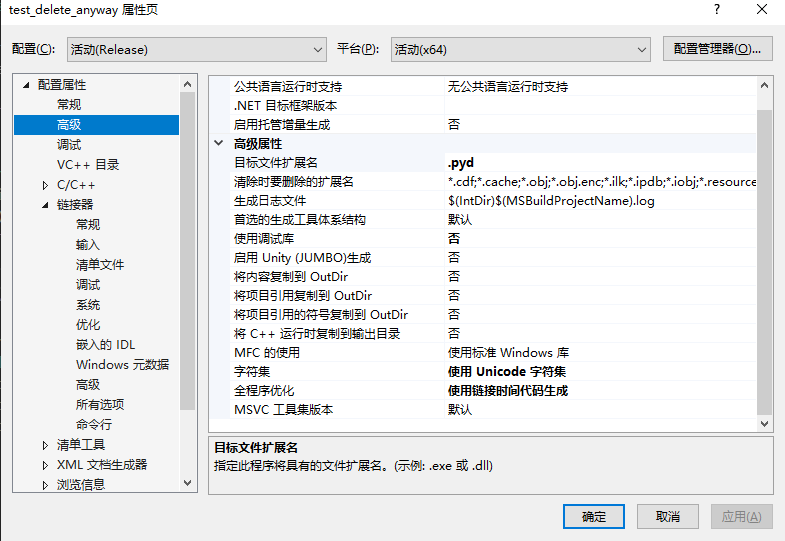 test_delete_anyway 属性页
配置(C): 活动(Release) 平台(P): 活动(x64) 配置管理器(O)...
配置属性
常规
高级
调试
VC++ 目录
C/C++
链接器
常规
输入
清单文件
调试
系统
优化
嵌入的 IDL
Windows 元数据
高级
所有选项
命令行
清单工具
XML 文档生成器
浏览信息
公共语言运行时支持 无公共语言运行时支持
.NET 目标框架版本
启用托管增量生成 否
高级属性
目标文件扩展名 .pyd
清除时要删除的扩展名 *.cdf;*.cache;*.obj;*.obj.enc;*.ilk;*.ipdb;*.iobj;*.resource
生成日志文件 $(IntDir)$(MSBuildProjectName).log
首选的生成工具体系结构 默认
使用调试库 否
启用 Unity (JUMBO)生成 否
将内容复制到 OutDir 否
将项目引用复制到 OutDir 否
将项目引用的符号复制到 OutDir 否
将 C++ 运行时复制到输出目录 否
MFC 的使用 使用标准 Windows 库
字符集 使用 Unicode 字符集
全程序优化 使用链接时间代码生成
MSVC 工具集版本 默认
目标文件扩展名
指定此程序将具有的文件扩展名。(示例: .exe 或 .dll)
确定 取消 应用(A)